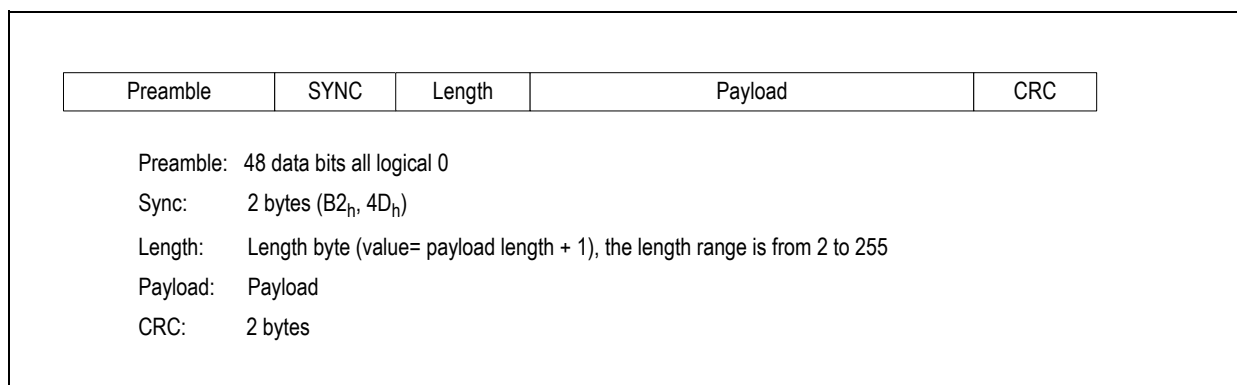 Preamble SYNC Length Payload CRC
Preamble: 48 data bits all logical 0
Sync: 2 bytes (B2h, 4Dh)
Length: Length byte (value= payload length + 1), the length range is from 2 to 255
Payload: Payload
CRC: 2 bytes